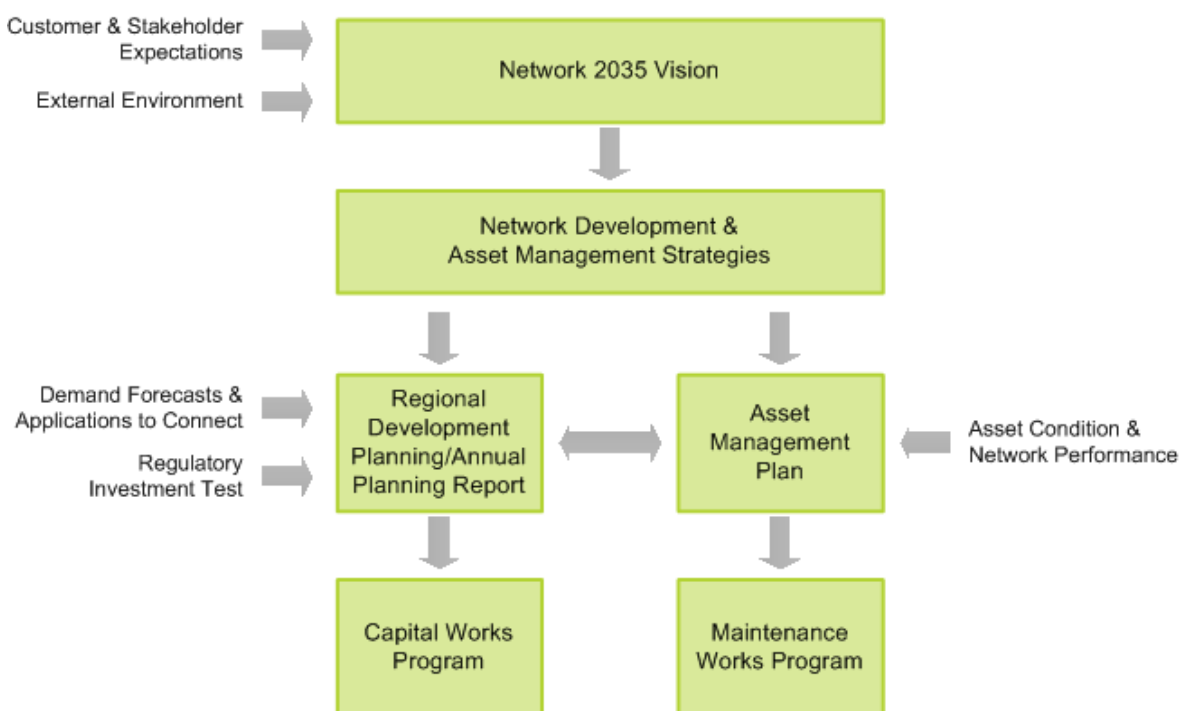 Customer & Stakeholder
Expectations
External Environment
Network 2035 Vision
Network Development &
Asset Management Strategies
Demand Forecasts &
Applications to Connect
Regulatory
Investment Test
Regional
Development
Planning/Annual
Planning Report
Asset
Management
Plan
Asset Condition &
Network Performance
Capital Works
Program
Maintenance
Works Program